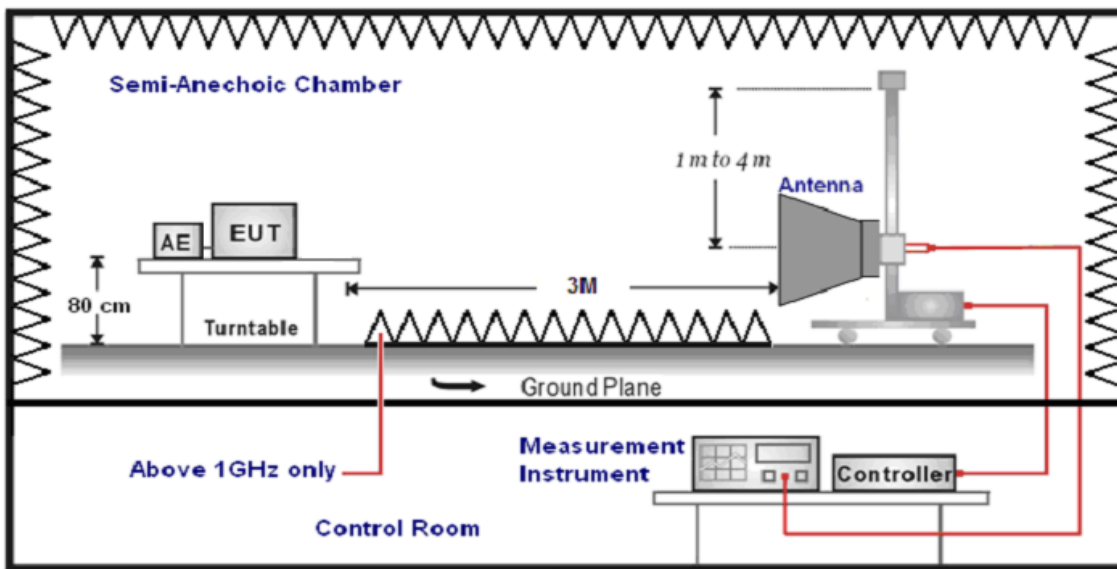 Semi-Anechoic Chamber
1 m to 4 m
Antenna
AE
EUT
80 cm
3M
Turntable
Ground Plane
Above 1GHz only
Measurement
Instrument
Controller
Control Room